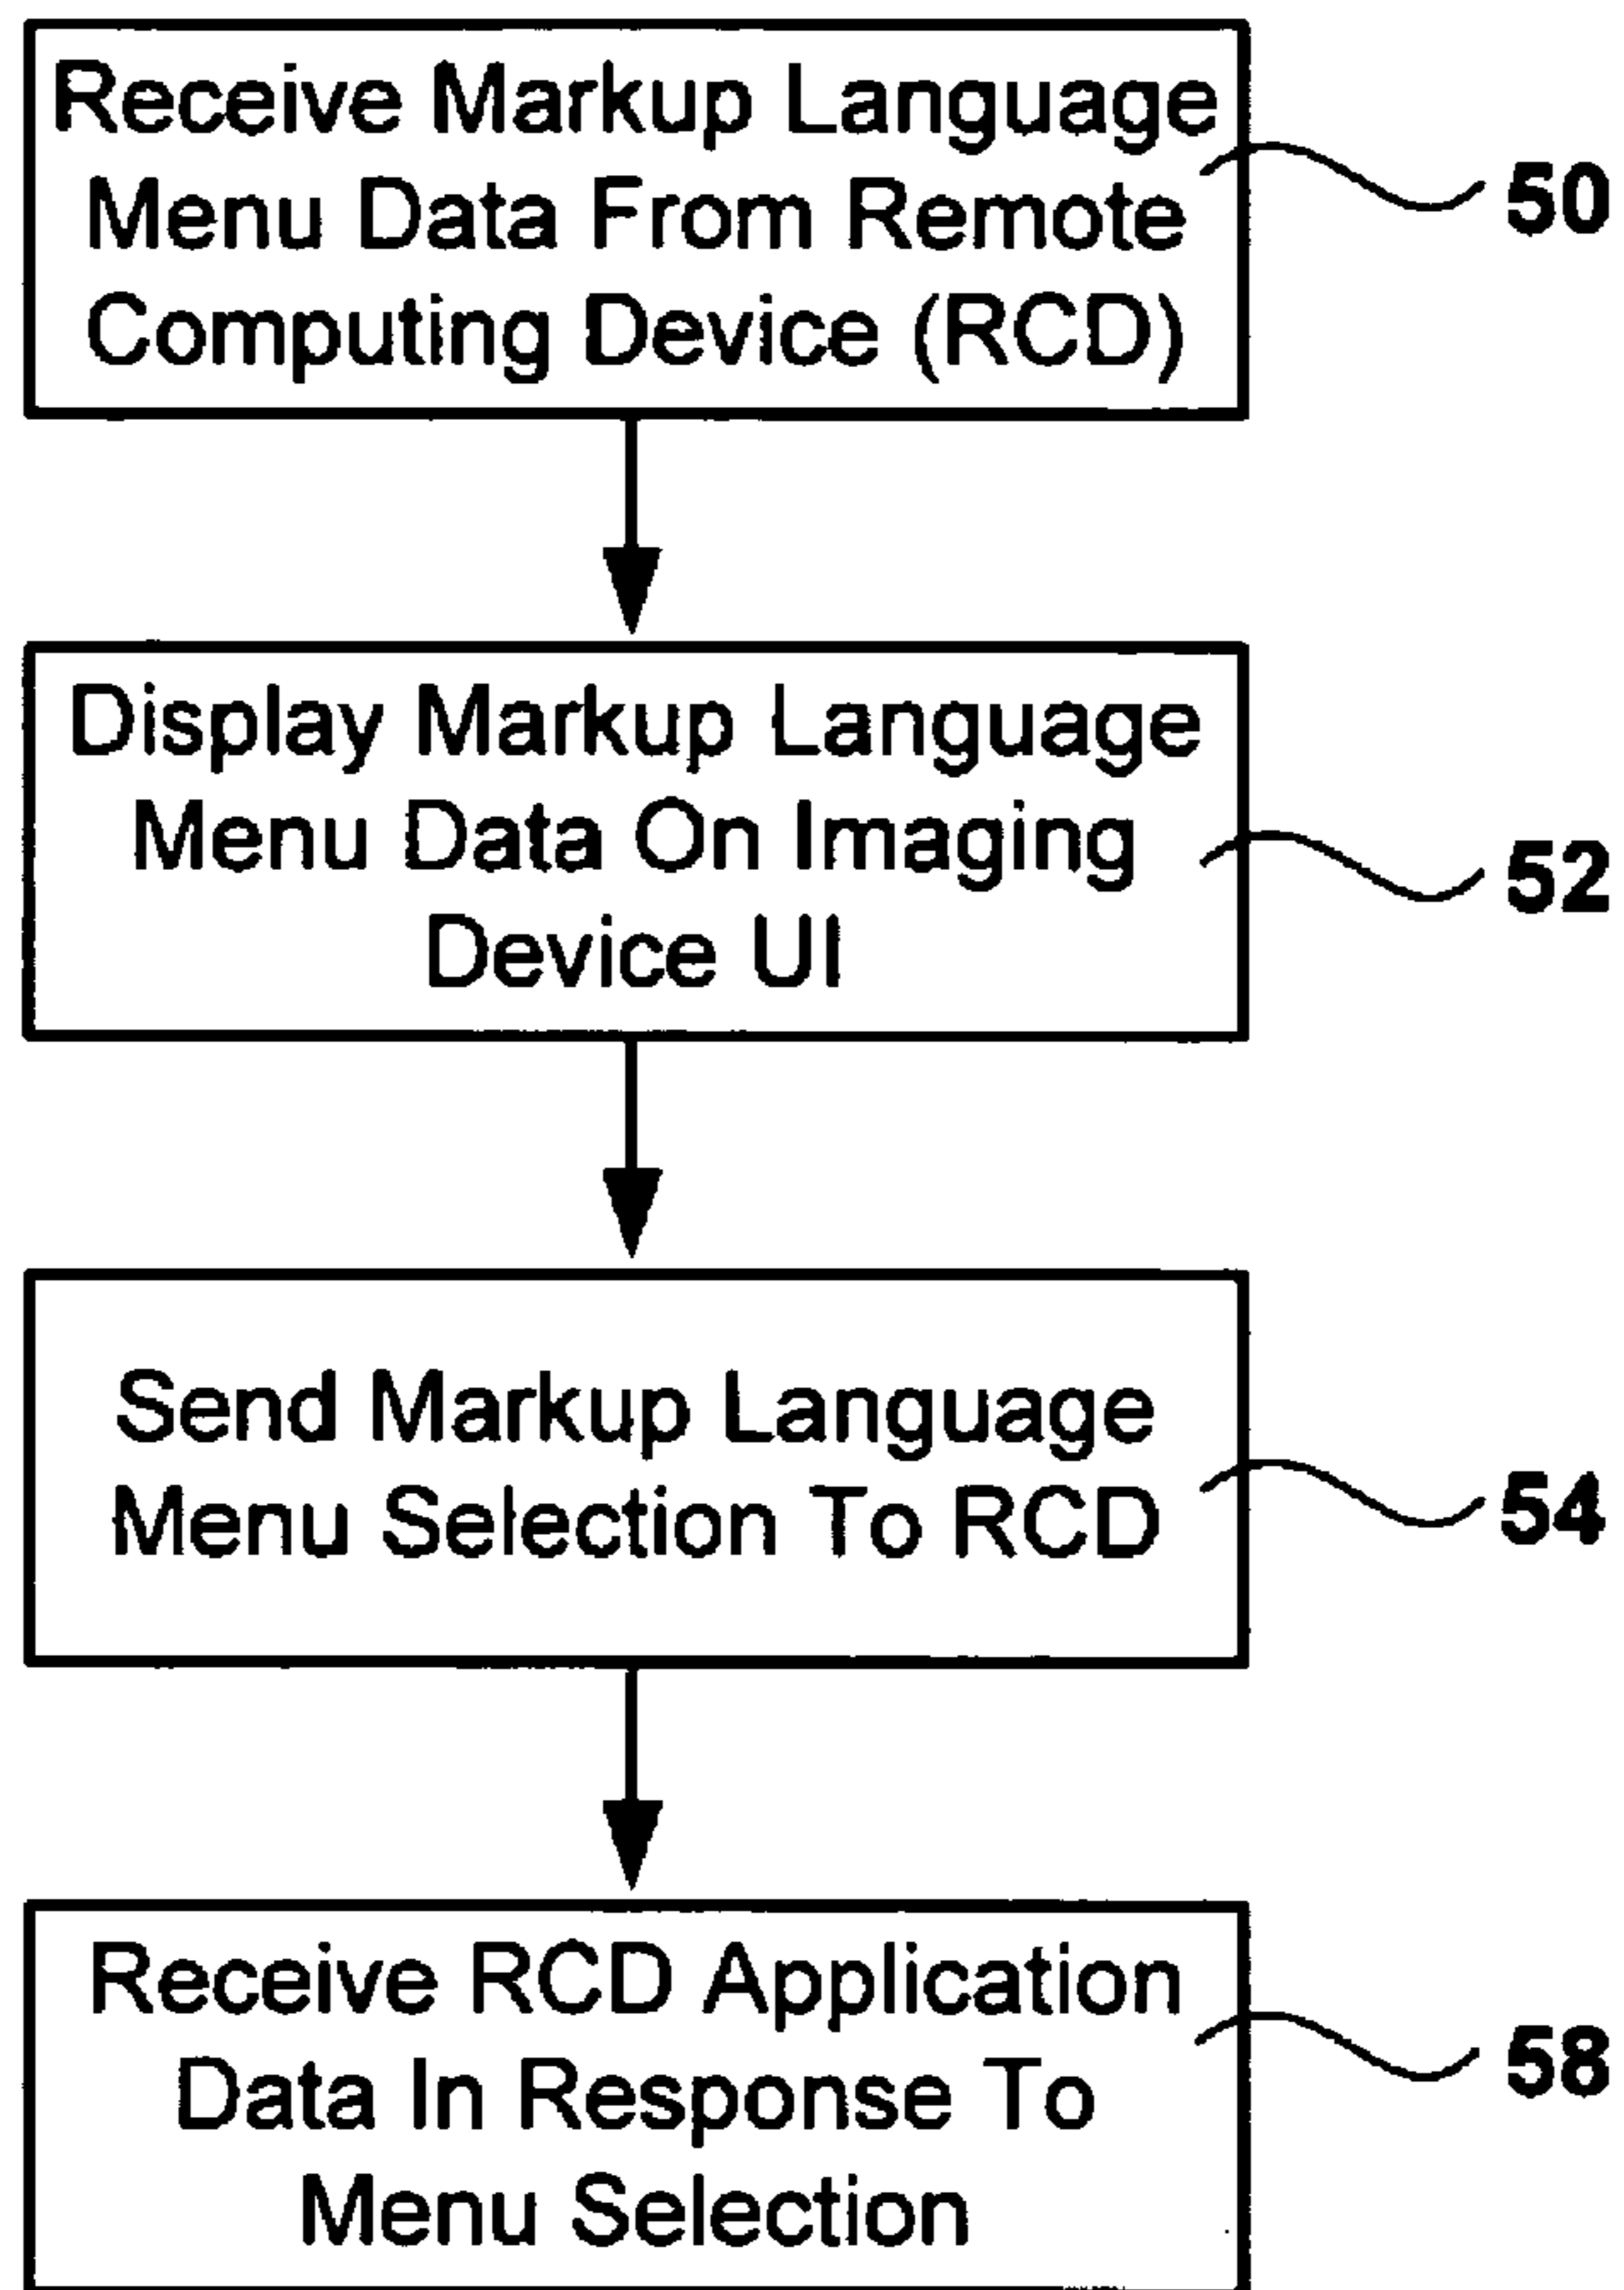 Receive Markup Language
Menu Data From Remote
Computing Device (RCD)
50
Display Markup Language
Menu Data On Imaging
Device UI
52
Send Markup Language
Menu Selection To RCD
54
Receive RCD Application
Data In Response To
Menu Selection
58